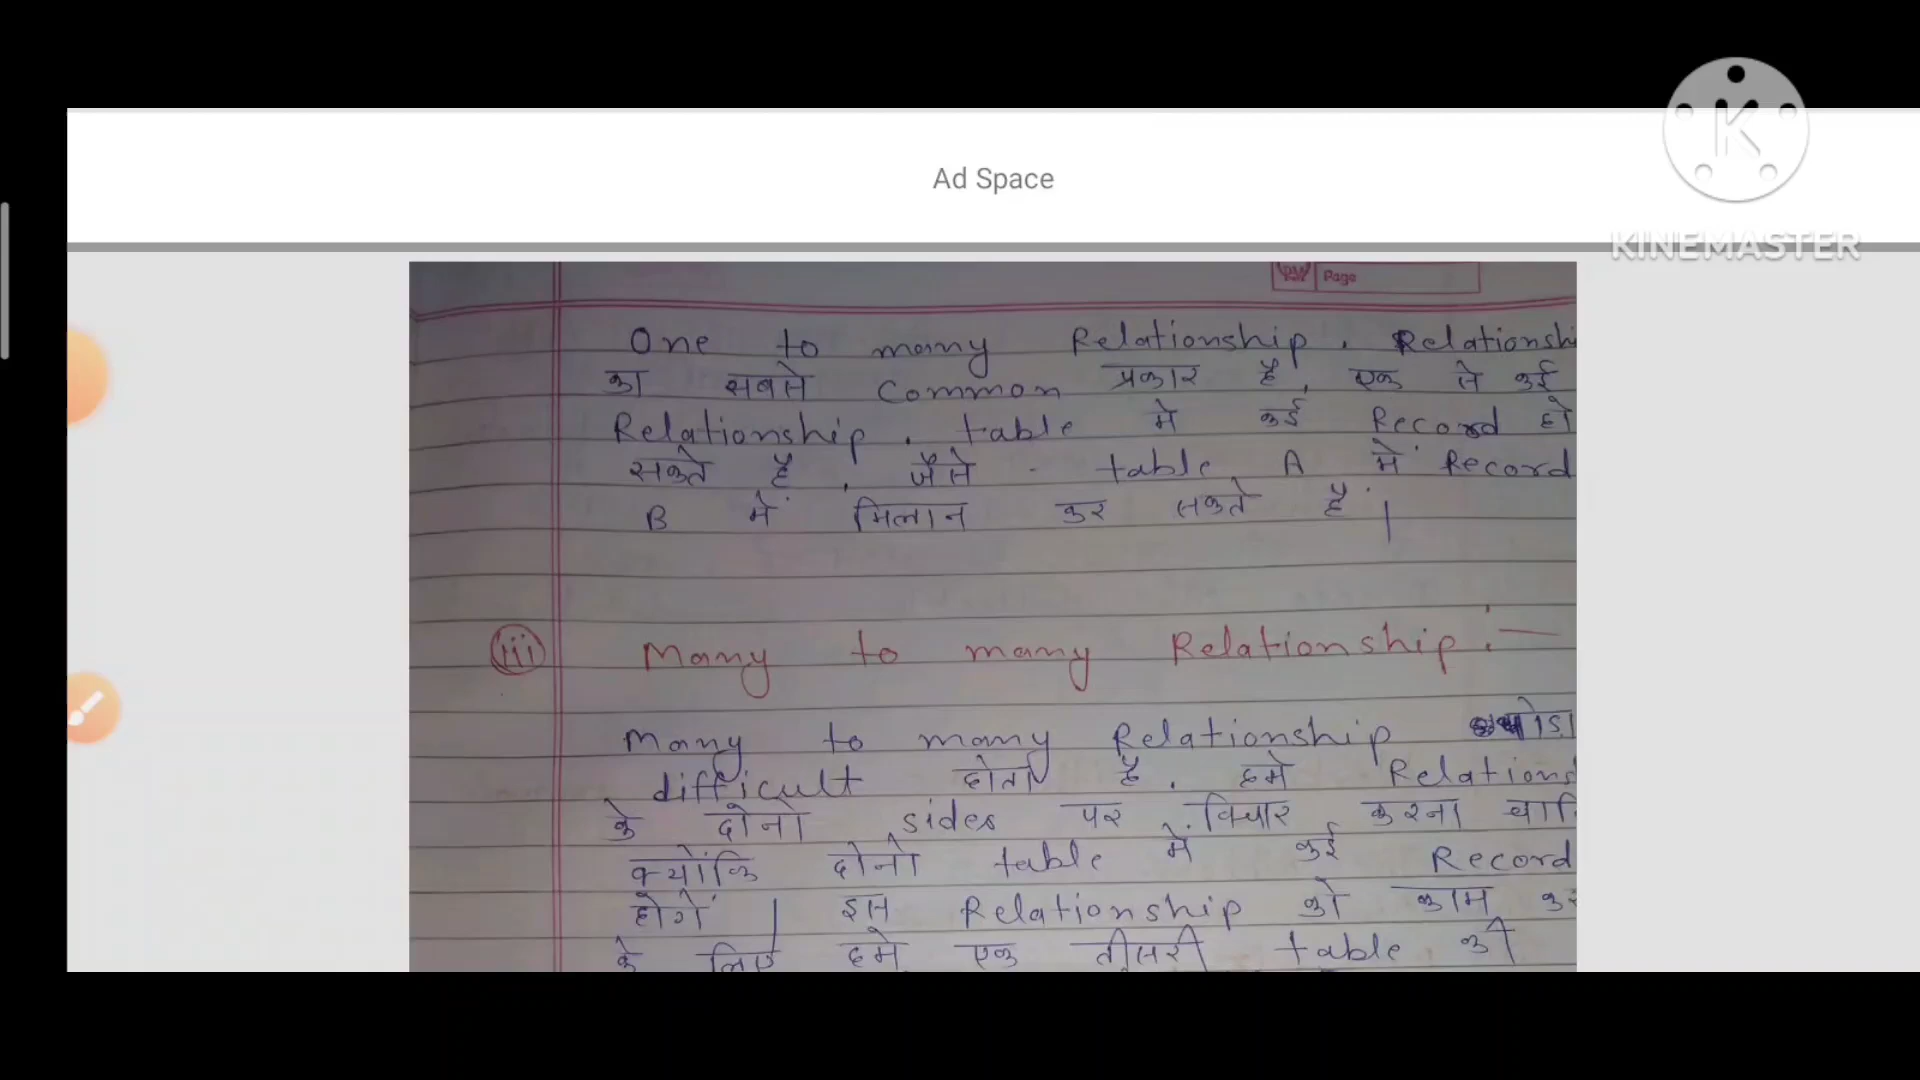 Ad Space
KINEMASTER
Page
One to many Relationship. Relationshi
का सबसे Common प्रकार है, एक से कई
Relationship. table मे कई Record हो
सकते है, जैसे - table A में Record
B में मिलान कर सकते है।
iii Many to many Relationship:-
Many to many Relationship
difficult होता है. हमे Relations
के दोनो sides पर विचार करना चाहि
क्योंकि दोनो table में कई Record
होगें। इस Relationship को काम कर
के लिए हमे एक तीसरी table की